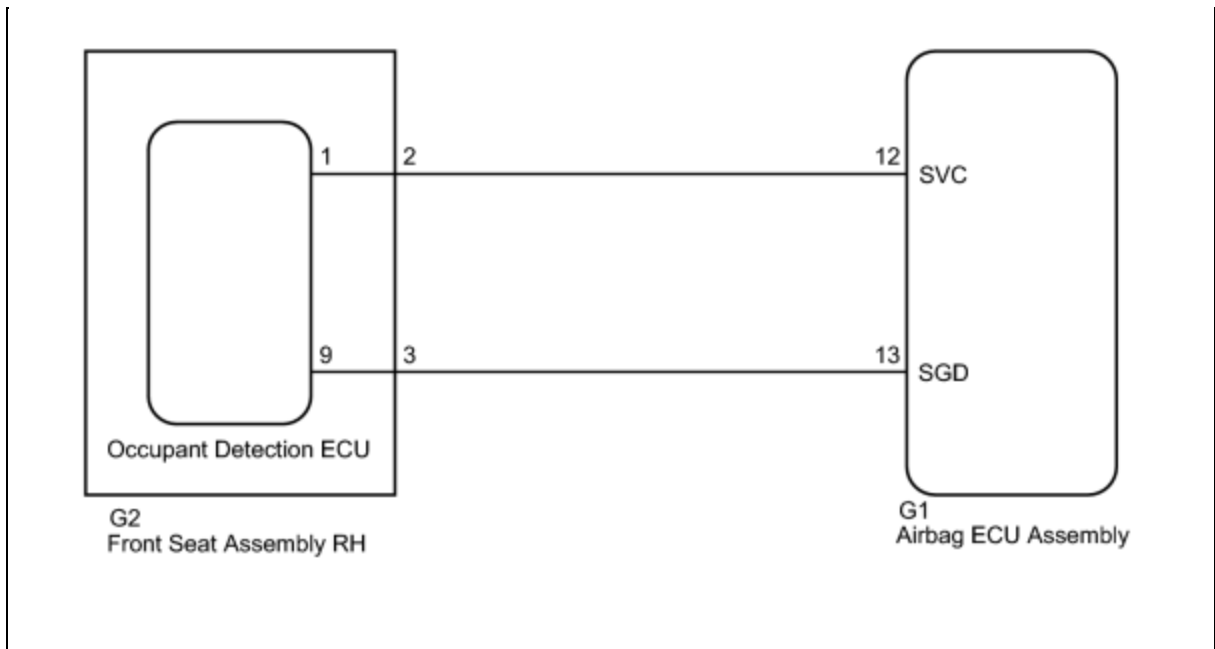 1
2
12
SVC
9
3
13
SGD
Occupant Detection ECU
G2
Front Seat Assembly RH
G1
Airbag ECU Assembly